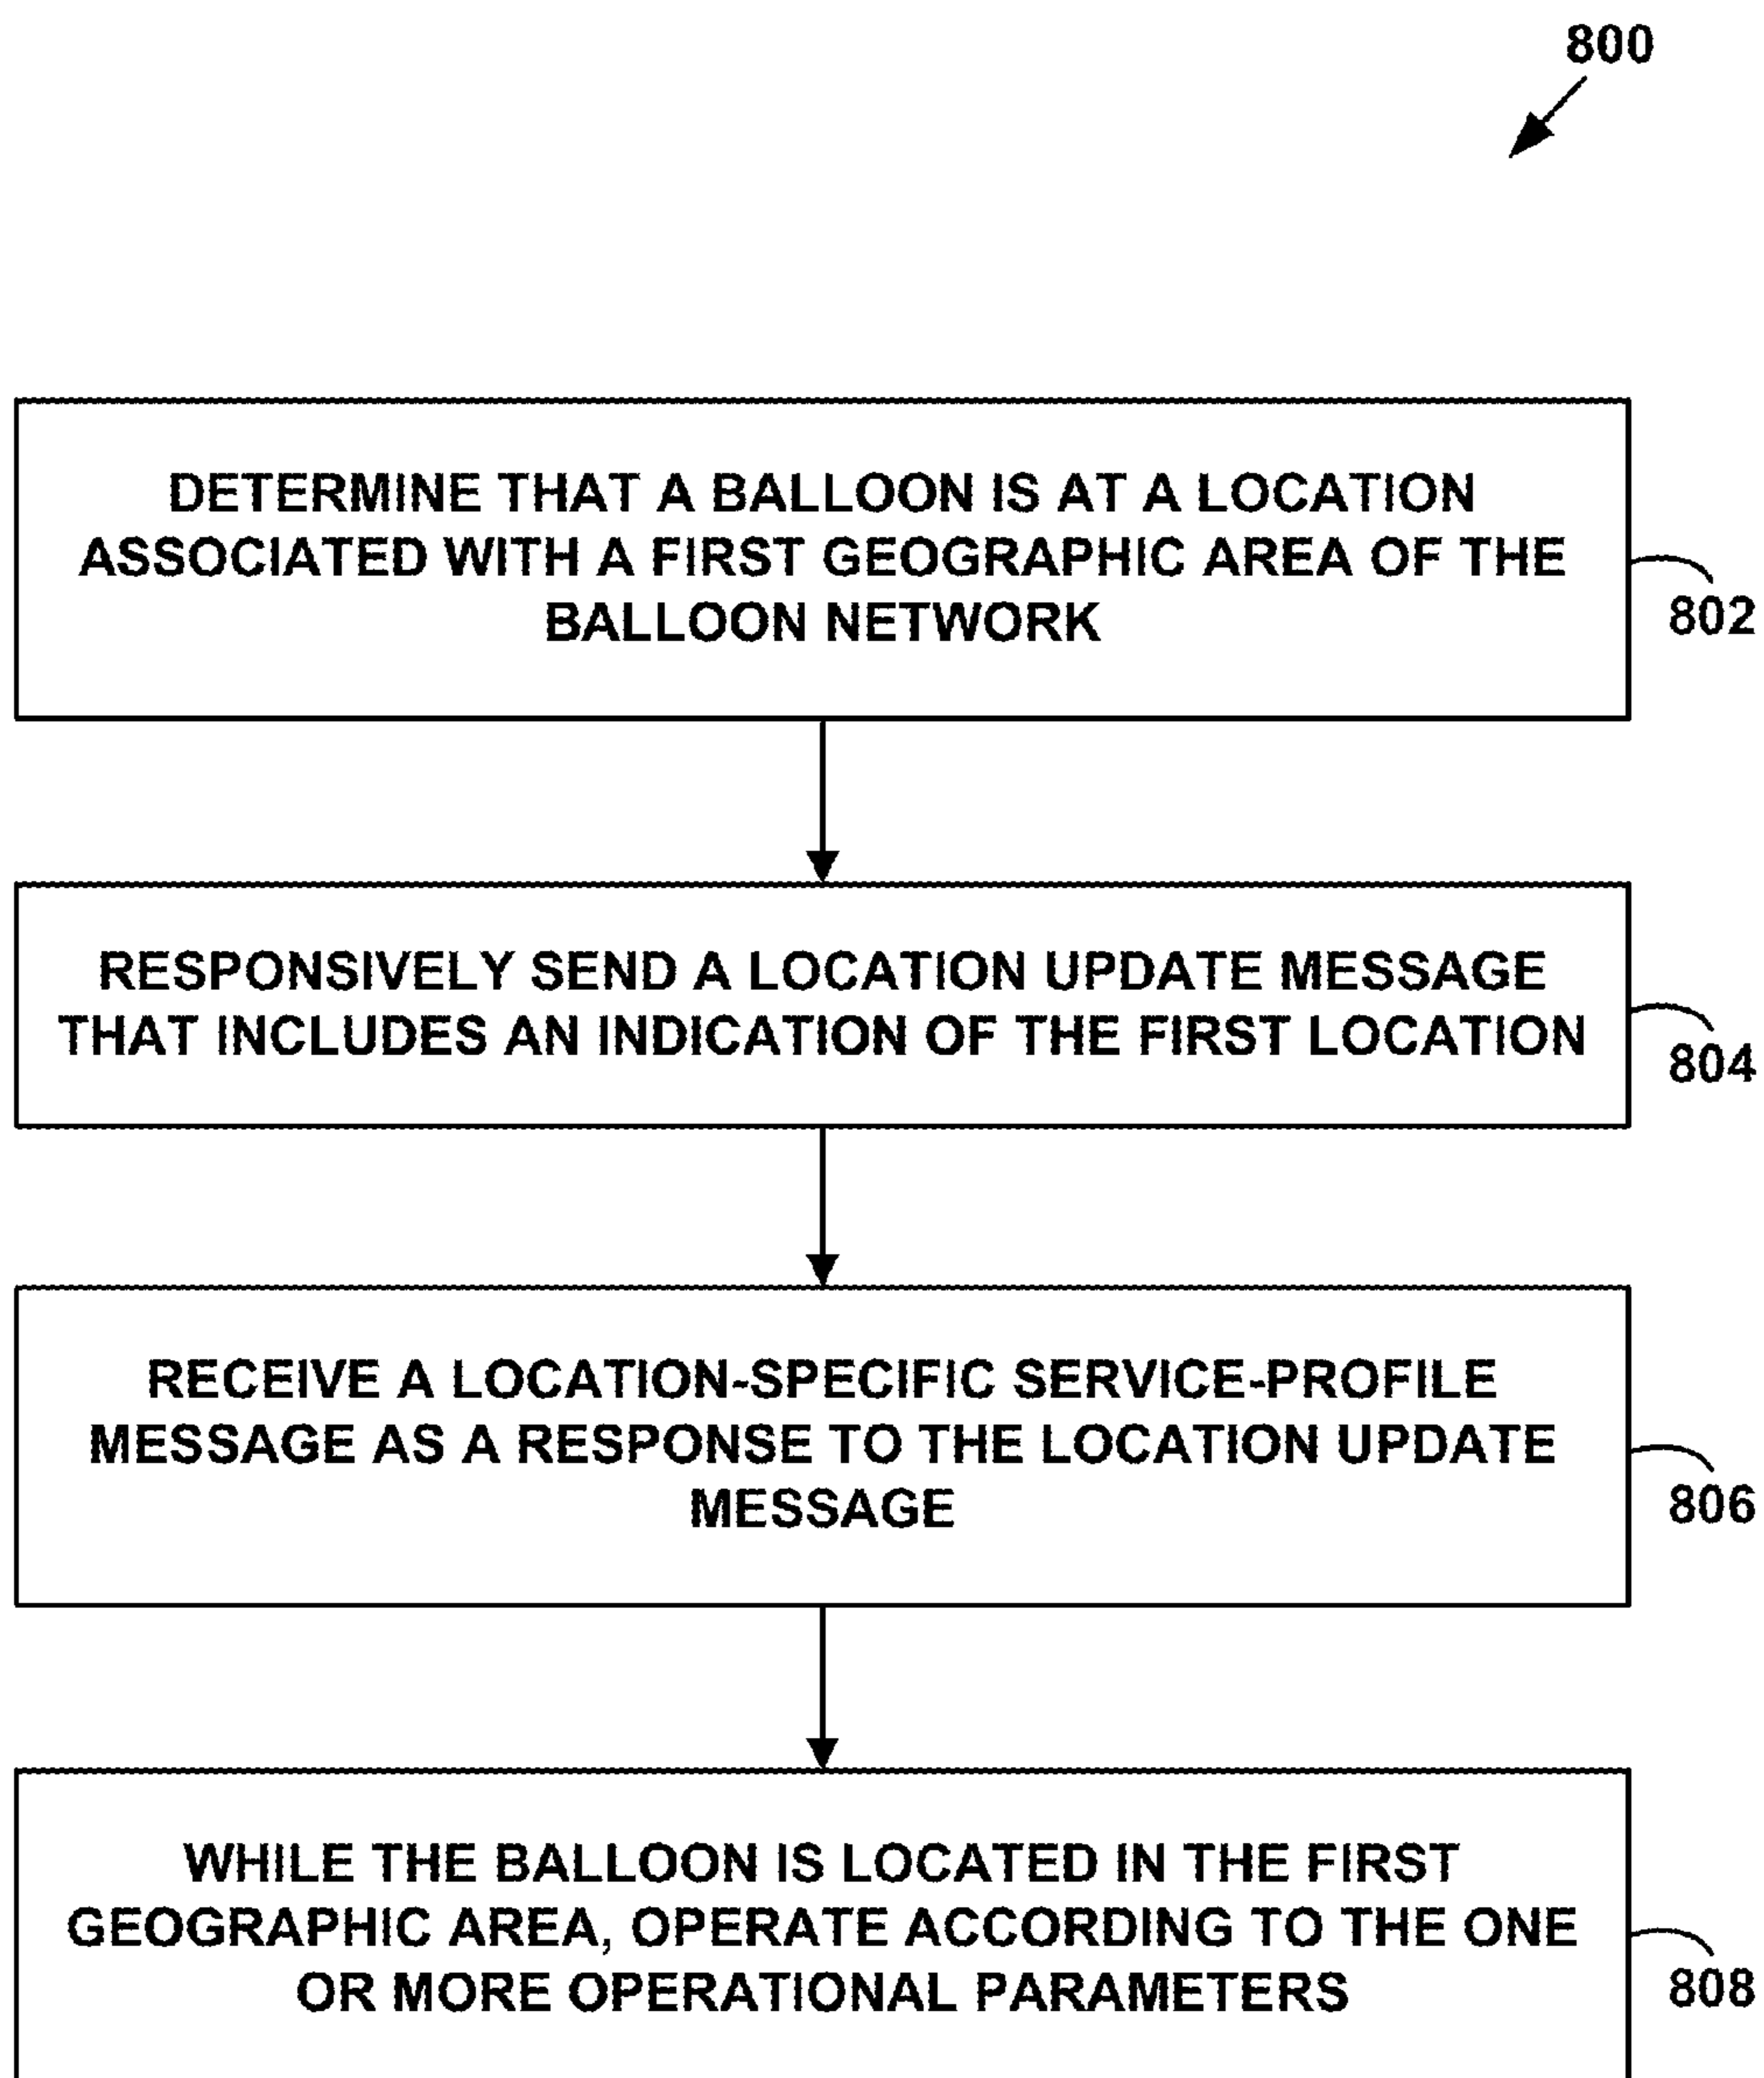 800
DETERMINE THAT A BALLOON IS AT A LOCATION
ASSOCIATED WITH A FIRST GEOGRAPHIC AREA OF THE
BALLOON NETWORK
802
RESPONSIVELY SEND A LOCATION UPDATE MESSAGE
THAT INCLUDES AN INDICATION OF THE FIRST LOCATION
804
RECEIVE A LOCATION-SPECIFIC SERVICE-PROFILE
MESSAGE AS A RESPONSE TO THE LOCATION UPDATE
MESSAGE
806
WHILE THE BALLOON IS LOCATED IN THE FIRST
GEOGRAPHIC AREA, OPERATE ACCORDING TO THE ONE
OR MORE OPERATIONAL PARAMETERS
808